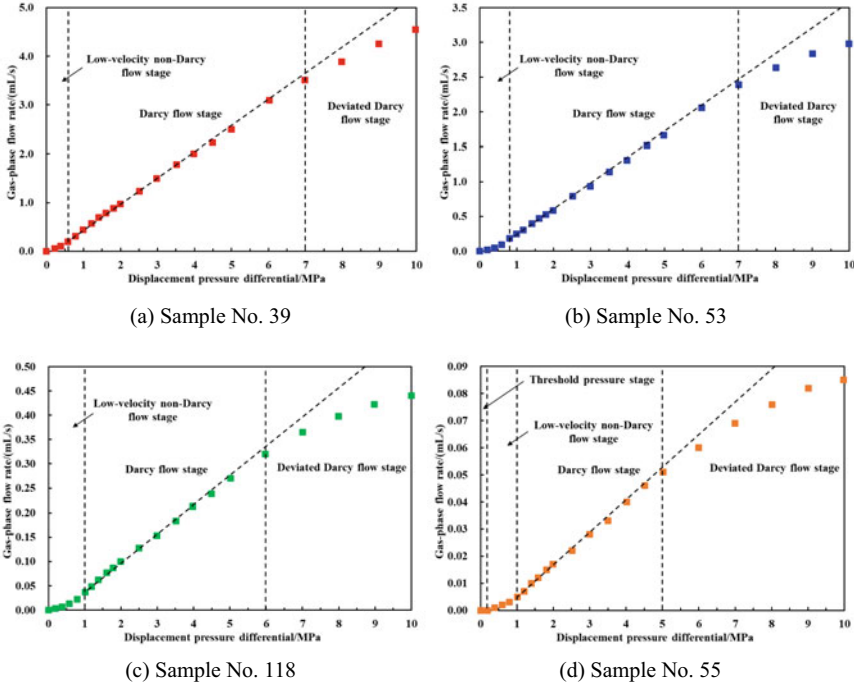 5.0
4.0
3.0
2.0
1.0
0.0
Gas-phase flow rate/(mL/s)
Low-velocity non-Darcy
flow stage
Darcy flow stage
Deviated Darcy
flow stage
0 1 2 3 4 5 6 7 8 9 10
Displacement pressure differential/MPa
(a) Sample No. 39
3.5
3.0
2.5
2.0
1.5
1.0
0.5
0.0
Gas-phase flow rate/(mL/s)
Low-velocity non-Darcy
flow stage
Darcy flow stage
Deviated Darcy
flow stage
0 1 2 3 4 5 6 7 8 9 10
Displacement pressure differential/MPa
(b) Sample No. 53
0.50
0.45
0.40
0.35
0.30
0.25
0.20
0.15
0.10
0.05
0.00
Gas-phase flow rate/(mL/s)
Low-velocity non-Darcy
flow stage
Darcy flow stage
Deviated Darcy flow stage
0 1 2 3 4 5 6 7 8 9 10
Displacement pressure differential/MPa
(c) Sample No. 118
0.09
0.08
0.07
0.06
0.05
0.04
0.03
0.02
0.01
0.00
Gas-phase flow rate/(mL/s)
Threshold pressure stage
Low-velocity non-Darcy
flow stage
Darcy flow stage
Deviated Darcy flow stage
0 1 2 3 4 5 6 7 8 9 10
Displacement pressure differential/MPa
(d) Sample No. 55